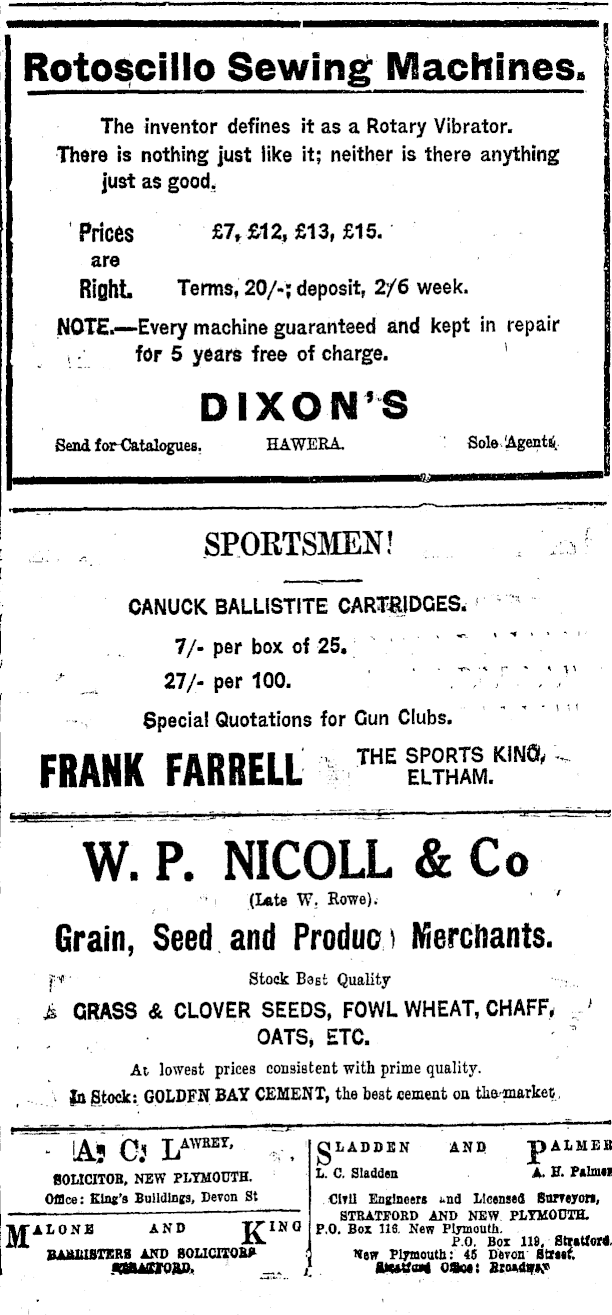 Rotoscillo Sewing Machines.
The inventor defines it as a Rotary Vibrator.
There is nothing just like it; neither is there anything
just as good.
Prices £7, £12, £13, £15.
are
Right. Terms, 20/-; deposit, 2/6 week.
NOTE.—Every machine guaranteed and kept in repair
for 5 years free of charge.
DIXON'S
Send for Catalogues. HAWERA. Sole Agents.
SPORTSMEN!
CANUCK BALLISTITE CARTRIDGES.
7/- per box of 25.
27/- per 100.
Special Quotations for Gun Clubs.
FRANK FARRELL THE SPORTS KING,
ELTHAM.
W. P. NICOLL & Co
(Late W. Rowe).
Grain, Seed and Produc Merchants.
Stock Best Quality
GRASS & CLOVER SEEDS, FOWL WHEAT, CHAFF,
OATS, ETC.
At lowest prices consistent with prime quality.
In Stock: GOLDEN BAY CEMENT, the best cement on the market.
A. C. LAWREY,
SOLICITOR, NEW PLYMOUTH.
Office: King's Buildings, Devon St
MALONE AND KING
BARRISTERS AND SOLICITORS
STRATFORD.
SLADDEN AND PALMER
L. C. Sladden A. H. Palmer
Civil Engineers and Licensed Surveyors,
STRATFORD AND NEW PLYMOUTH.
P.O. Box 116. New Plymouth.
P.O. Box 119, Stratford.
New Plymouth: 45 Devon Street.
Stratford Office: Broadway